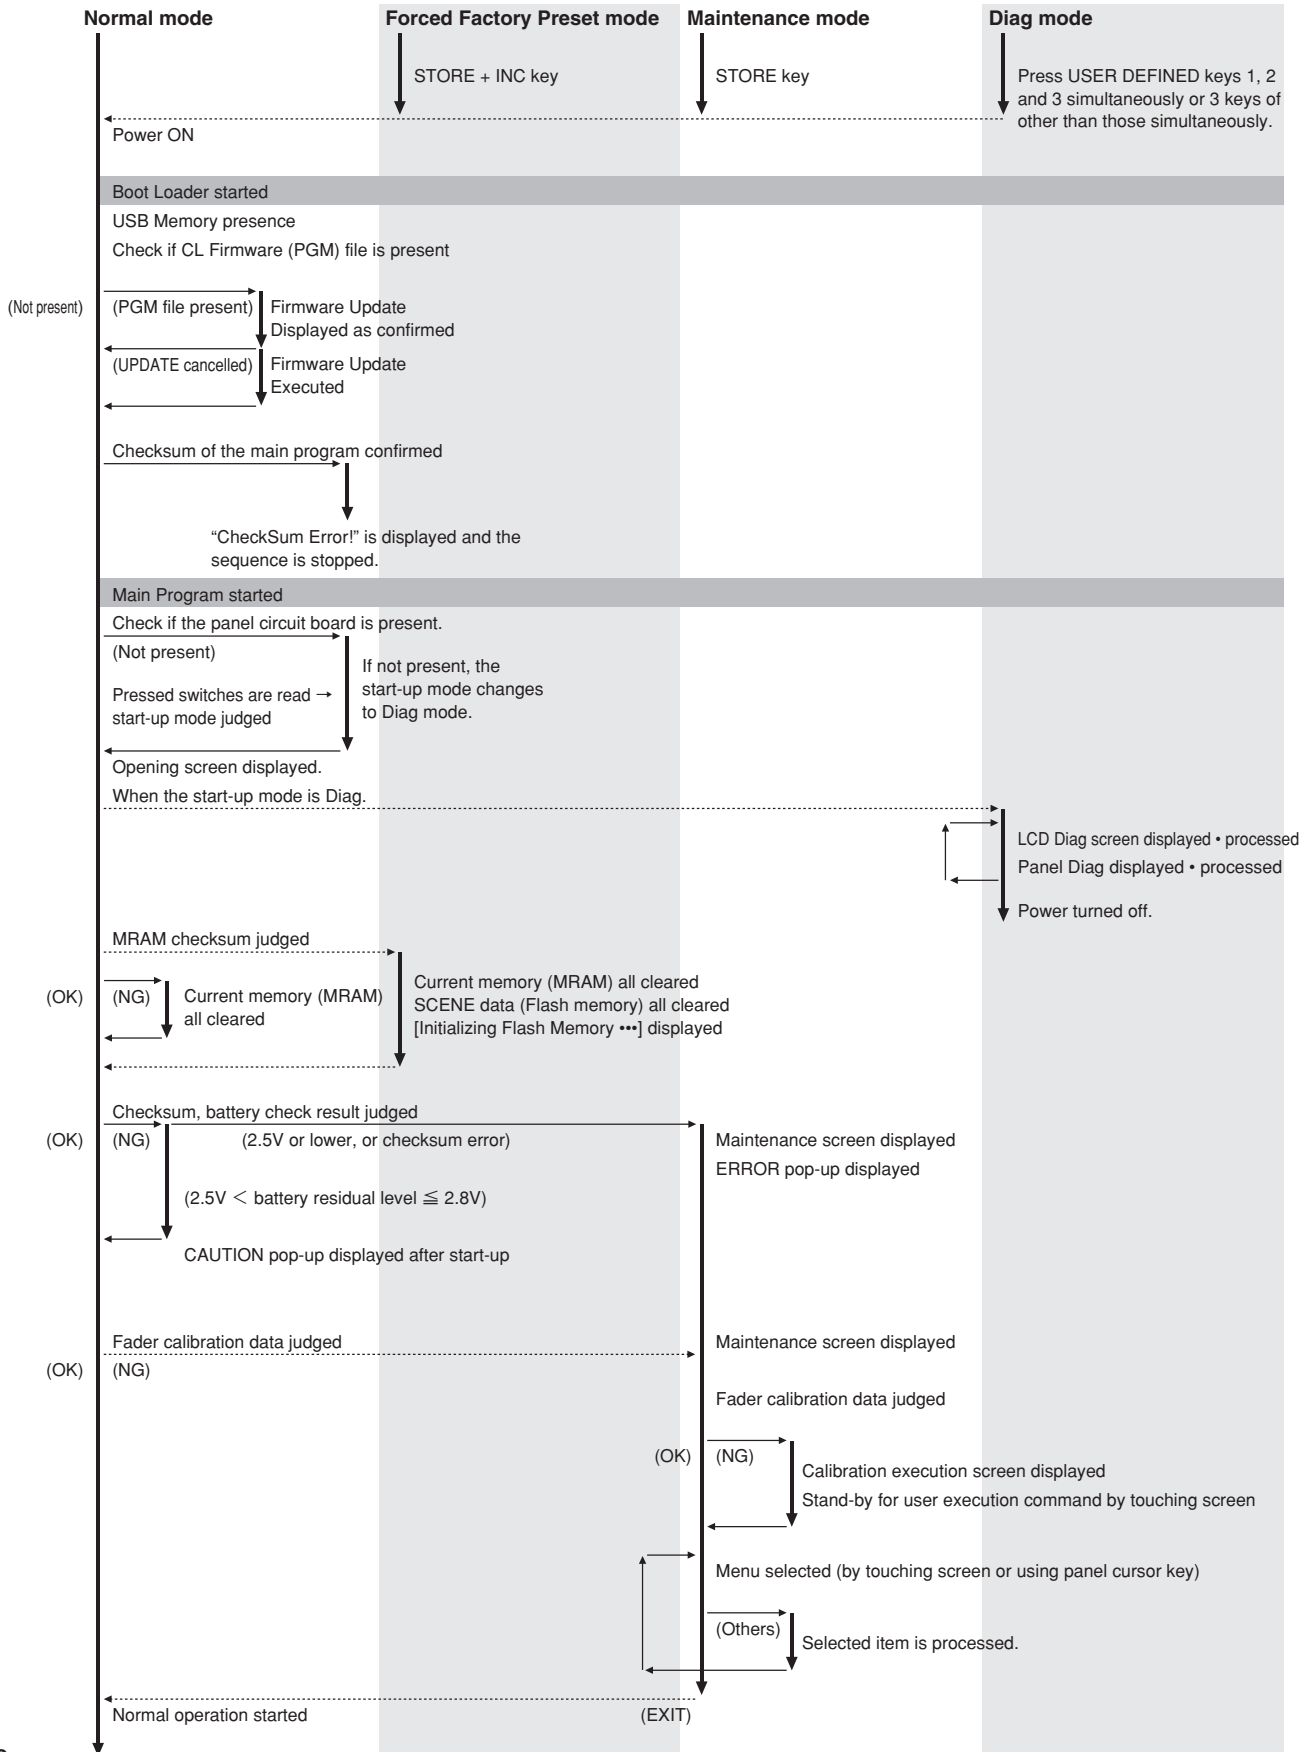 Normal mode
Forced Factory Preset mode
Maintenance mode
Diag mode
STORE + INC key
STORE key
Press USER DEFINED keys 1, 2
and 3 simultaneously or 3 keys of
other than those simultaneously.
Power ON
Boot Loader started
USB Memory presence
Check if CL Firmware (PGM) file is present
(Not present)
(PGM file present)
Firmware Update
Displayed as confirmed
(UPDATE cancelled)
Firmware Update
Executed
Checksum of the main program confirmed
“CheckSum Error!” is displayed and the
sequence is stopped.
Main Program started
Check if the panel circuit board is present.
(Not present)
If not present, the
start-up mode changes
to Diag mode.
Pressed switches are read →
start-up mode judged
Opening screen displayed.
When the start-up mode is Diag.
LCD Diag screen displayed • processed
Panel Diag displayed • processed
Power turned off.
MRAM checksum judged
(OK)
(NG)
Current memory (MRAM)
all cleared
Current memory (MRAM) all cleared
SCENE data (Flash memory) all cleared
[Initializing Flash Memory •••] displayed
Checksum, battery check result judged
(OK)
(NG)
(2.5V or lower, or checksum error)
Maintenance screen displayed
ERROR pop-up displayed
(2.5V < battery residual level ≦ 2.8V)
CAUTION pop-up displayed after start-up
Fader calibration data judged
Maintenance screen displayed
(OK)
(NG)
Fader calibration data judged
(OK)
(NG)
Calibration execution screen displayed
Stand-by for user execution command by touching screen
Menu selected (by touching screen or using panel cursor key)
(Others)
Selected item is processed.
Normal operation started
(EXIT)